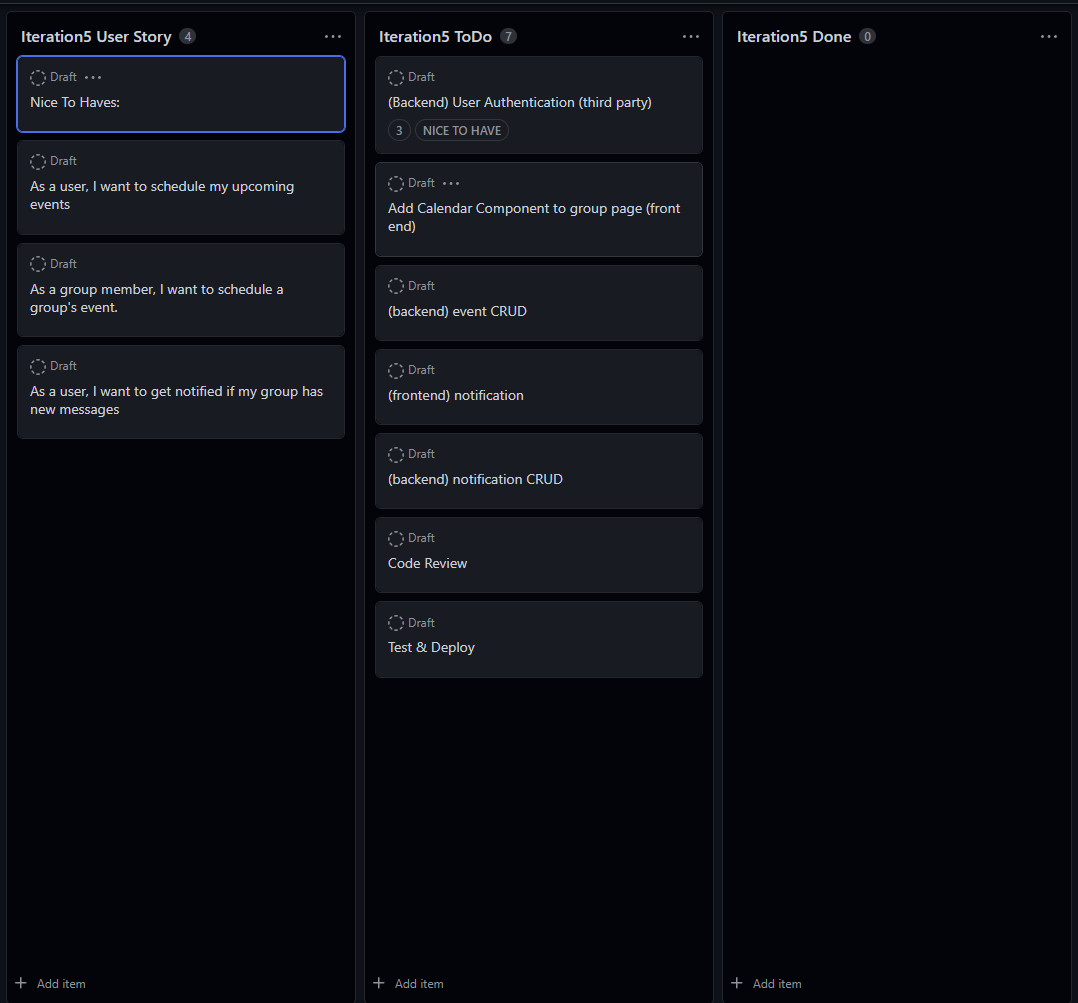 Iteration5 User Story 4
Draft
Nice To Haves:
Draft
As a user, I want to schedule my upcoming
events
Draft
As a group member, I want to schedule a
group's event.
Draft
As a user, I want to get notified if my group has
new messages
Add item
Iteration5 ToDo 7
Draft
(Backend) User Authentication (third party)
3 NICE TO HAVE
Draft
Add Calendar Component to group page (front
end)
Draft
(backend) event CRUD
Draft
(frontend) notification
Draft
(backend) notification CRUD
Draft
Code Review
Draft
Test & Deploy
Add item
Iteration5 Done 0
Add item